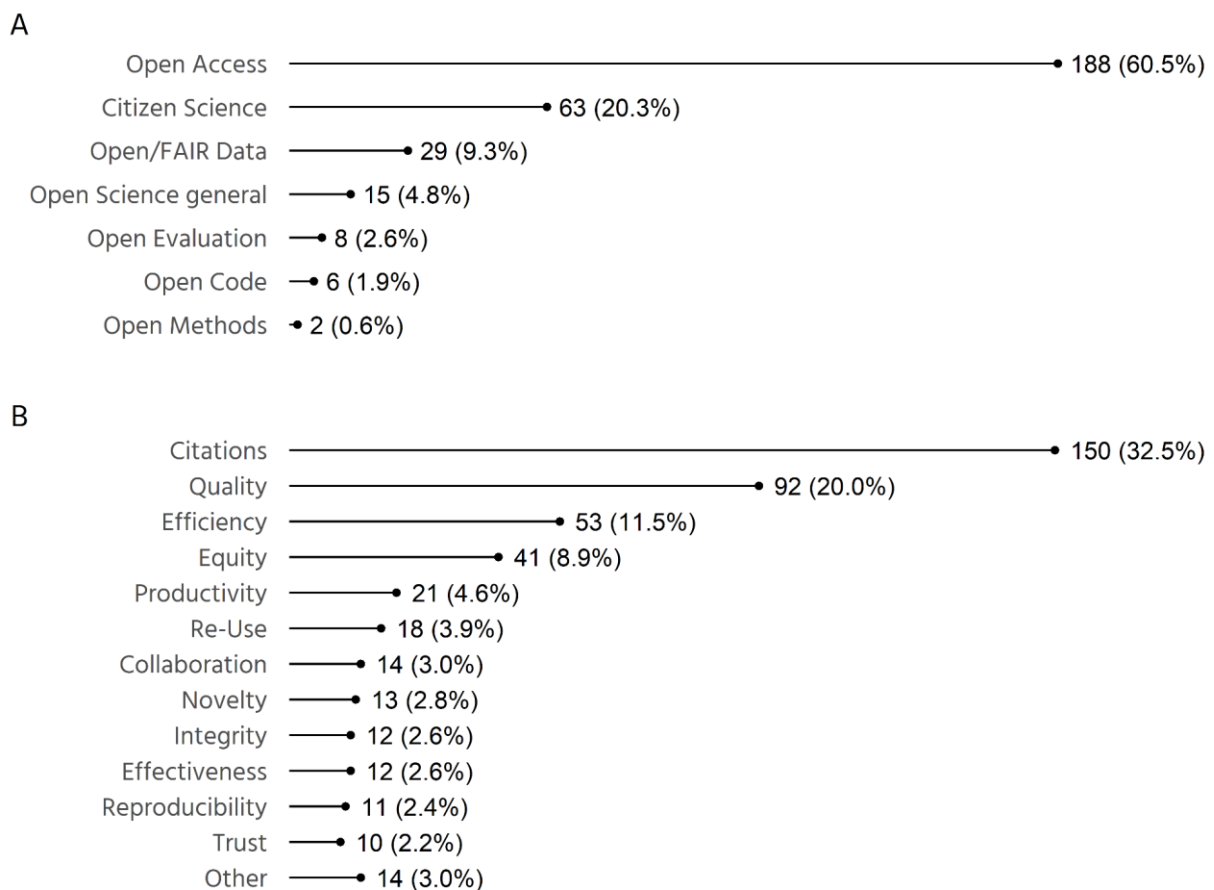 A
Open Access 188 (60.5%)
Citizen Science 63 (20.3%)
Open/FAIR Data 29 (9.3%)
Open Science general 15 (4.8%)
Open Evaluation 8 (2.6%)
Open Code 6 (1.9%)
Open Methods 2 (0.6%)
B
Citations 150 (32.5%)
Quality 92 (20.0%)
Efficiency 53 (11.5%)
Equity 41 (8.9%)
Productivity 21 (4.6%)
Re-Use 18 (3.9%)
Collaboration 14 (3.0%)
Novelty 13 (2.8%)
Integrity 12 (2.6%)
Effectiveness 12 (2.6%)
Reproducibility 11 (2.4%)
Trust 10 (2.2%)
Other 14 (3.0%)